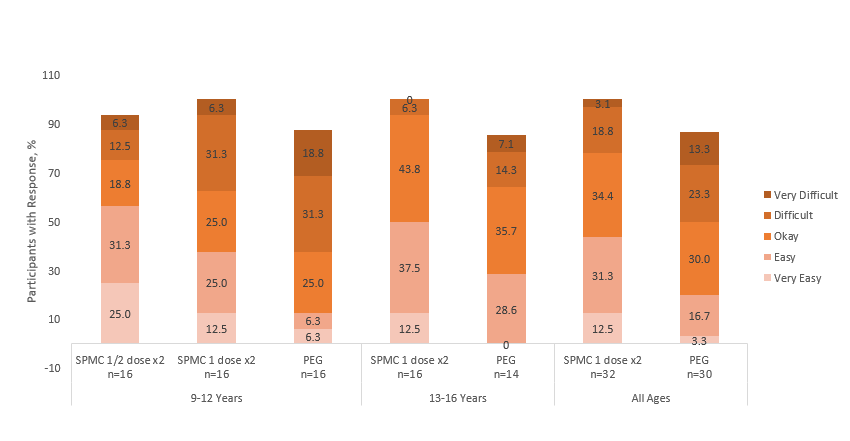 110
90
70
50
30
10
-10
Participants with Response, %
6.3
12.5
18.8
31.3
25.0
6.3
31.3
25.0
25.0
12.5
18.8
31.3
25.0
6.3
6.3
0
6.3
43.8
37.5
12.5
7.1
14.3
35.7
28.6
0
3.1
18.8
34.4
31.3
12.5
13.3
23.3
30.0
16.7
3.3
Very Difficult
Difficult
Okay
Easy
Very Easy
SPMC 1/2 dose x2
n=16
SPMC 1 dose x2
n=16
PEG
n=16
SPMC 1 dose x2
n=16
PEG
n=14
SPMC 1 dose x2
n=32
PEG
n=30
9-12 Years
13-16 Years
All Ages